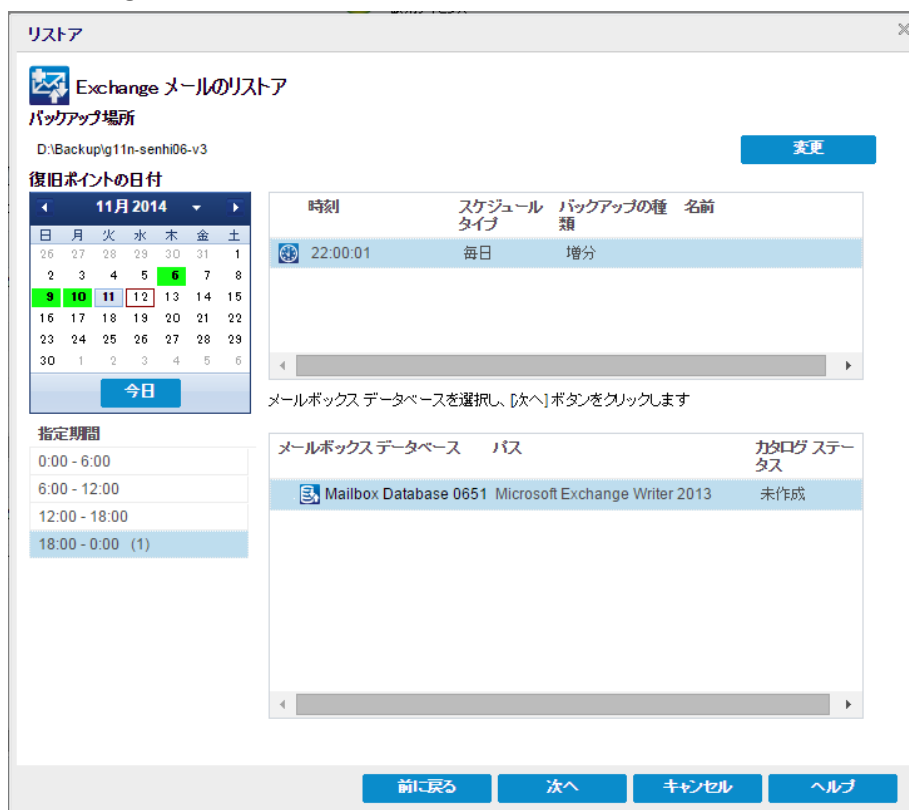 リストア
Exchange メールのリストア
バックアップ場所
D:\Backup\g11n-senhi06-v3
変更
復旧ポイントの日付
11月 2014
日 月 火 水 木 金 土
26 27 28 29 30 31 1
2 3 4 5 6 7 8
9 10 11 12 13 14 15
16 17 18 19 20 21 22
23 24 25 26 27 28 29
30 1 2 3 4 5 6
今日
時刻 スケジュール タイプ バックアップの種類 名前
22:00:01 毎日 増分
メールボックス データベースを選択し、[次へ] ボタンをクリックします
指定期間
0:00 - 6:00
6:00 - 12:00
12:00 - 18:00
18:00 - 0:00 (1)
メールボックス データベース パス カタログ ステータス
Mailbox Database 0651 Microsoft Exchange Writer 2013 未作成
前に戻る 次へ キャンセル ヘルプ